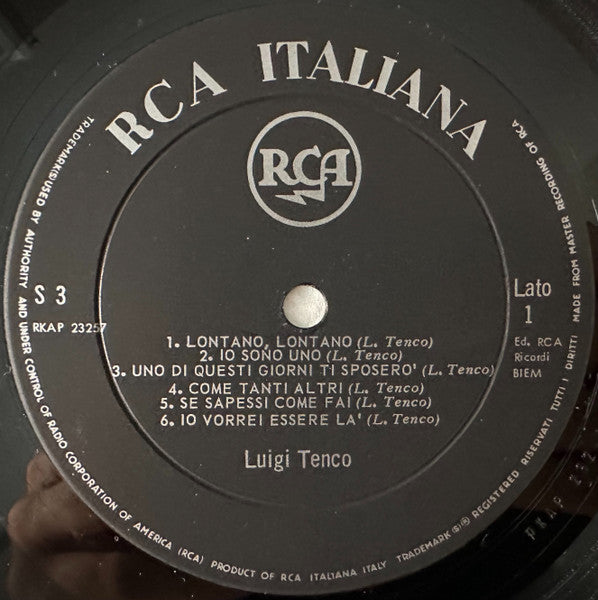 RCA ITALIANA
RCA
S 3
RKAP 23257
Lato
1
Ed. RCA
Ricordi
BIEM
1. LONTANO, LONTANO (L. Tenco)
2. IO SONO UNO (L. Tenco)
3. UNO DI QUESTI GIORNI TI SPOSERO' (L. Tenco)
4. COME TANTI ALTRI (L. Tenco)
5. SE SAPESSI COME FAI (L. Tenco)
6. IO VORREI ESSERE LA' (L. Tenco)
Luigi Tenco
TRADEMARK(S) USED BY AUTHORITY AND UNDER CONTROL OF RADIO CORPORATION OF AMERICA (RCA) PRODUCT OF RCA ITALIANA ITALY TRADEMARK(S)® REGISTERED RISERVATI TUTTI I DIRITTI MADE FROM MASTER RECORDING OF RCA